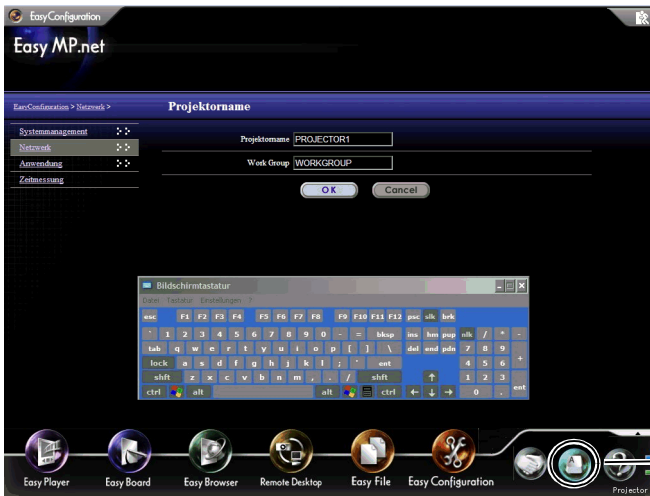 EasyConfiguration
Easy MP.net
EasyConfiguration > Netzwerk >
Projektorname
Systemmanagement
Netzwerk
Anwendung
Zeitmessung
Projektorname PROJECTOR1
Work Group WORKGROUP
OK Cancel
Bildschirmtastatur
Datei Tastatur Einstellungen ?
esc F1 F2 F3 F4 F5 F6 F7 F8 F9 F10 F11 F12 psc slk brk
` 1 2 3 4 5 6 7 8 9 0 - = bksp ins hm pup nlk / * -
tab q w e r t y u i o p [ ] \ del end pdn 7 8 9 +
lock a s d f g h j k l ; ' ent 4 5 6
shft z x c v b n m , . / shft ↑ 1 2 3 ent
ctrl alt alt ctrl ← ↓ → 0 .
Easy Player Easy Board Easy Browser Remote Desktop Easy File Easy Configuration
A ?
Projector